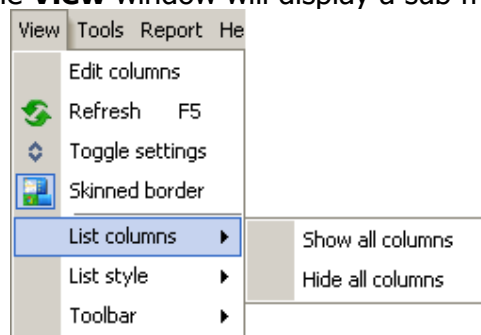 View window will display a sub
View Tools Report He
Edit columns
Refresh F5
Toggle settings
Skinned border
List columns
Show all columns
List style
Hide all columns
Toolbar